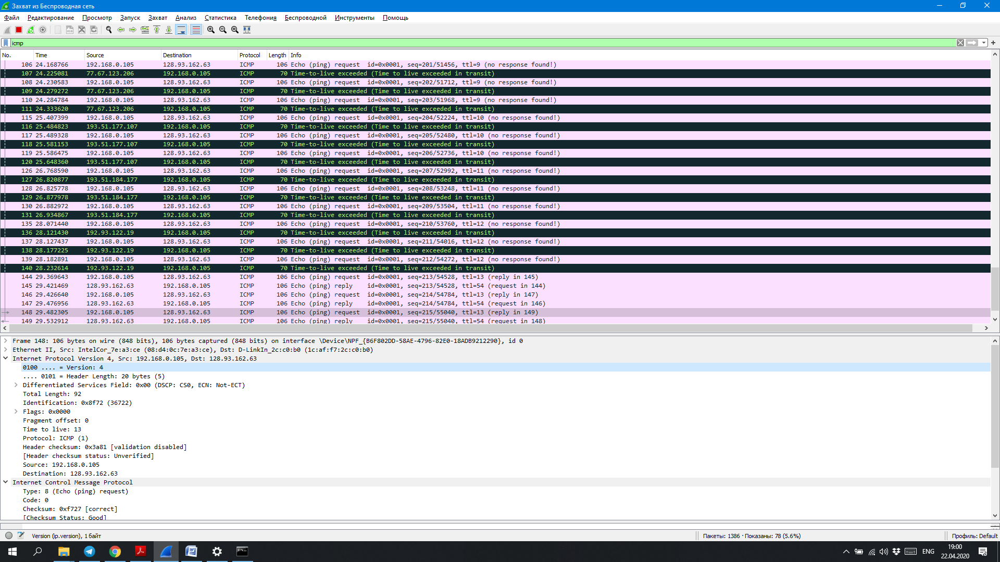 Захват из Беспроводная сеть
Файл Редактирование Просмотр Запуск Захват Анализ Статистика Телефония Беспроводной Инструменты Помощь
icmp
No. Time Source Destination Protocol Length Info
106 24.168766 192.168.0.105 128.93.162.63 ICMP 106 Echo (ping) request id=0x0001, seq=201/51456, ttl=9 (no response found!)
107 24.225081 77.67.123.206 192.168.0.105 ICMP 70 Time-to-live exceeded (Time to live exceeded in transit)
108 24.230583 192.168.0.105 128.93.162.63 ICMP 106 Echo (ping) request id=0x0001, seq=202/51712, ttl=9 (no response found!)
109 24.279272 77.67.123.206 192.168.0.105 ICMP 70 Time-to-live exceeded (Time to live exceeded in transit)
110 24.284784 192.168.0.105 128.93.162.63 ICMP 106 Echo (ping) request id=0x0001, seq=203/51968, ttl=9 (no response found!)
111 24.333620 77.67.123.206 192.168.0.105 ICMP 70 Time-to-live exceeded (Time to live exceeded in transit)
115 25.407399 192.168.0.105 128.93.162.63 ICMP 106 Echo (ping) request id=0x0001, seq=204/52224, ttl=10 (no response found!)
116 25.484823 193.51.177.107 192.168.0.105 ICMP 70 Time-to-live exceeded (Time to live exceeded in transit)
117 25.489328 192.168.0.105 128.93.162.63 ICMP 106 Echo (ping) request id=0x0001, seq=205/52480, ttl=10 (no response found!)
118 25.581153 193.51.177.107 192.168.0.105 ICMP 70 Time-to-live exceeded (Time to live exceeded in transit)
119 25.586475 192.168.0.105 128.93.162.63 ICMP 106 Echo (ping) request id=0x0001, seq=206/52736, ttl=10 (no response found!)
120 25.648360 193.51.177.107 192.168.0.105 ICMP 70 Time-to-live exceeded (Time to live exceeded in transit)
126 26.768590 192.168.0.105 128.93.162.63 ICMP 106 Echo (ping) request id=0x0001, seq=207/52992, ttl=11 (no response found!)
127 26.820877 193.51.184.177 192.168.0.105 ICMP 70 Time-to-live exceeded (Time to live exceeded in transit)
128 26.825778 192.168.0.105 128.93.162.63 ICMP 106 Echo (ping) request id=0x0001, seq=208/53248, ttl=11 (no response found!)
129 26.877978 193.51.184.177 192.168.0.105 ICMP 70 Time-to-live exceeded (Time to live exceeded in transit)
130 26.882972 192.168.0.105 128.93.162.63 ICMP 106 Echo (ping) request id=0x0001, seq=209/53504, ttl=11 (no response found!)
131 26.934867 193.51.184.177 192.168.0.105 ICMP 70 Time-to-live exceeded (Time to live exceeded in transit)
135 28.071440 192.168.0.105 128.93.162.63 ICMP 106 Echo (ping) request id=0x0001, seq=210/53760, ttl=12 (no response found!)
136 28.121430 192.93.122.19 192.168.0.105 ICMP 70 Time-to-live exceeded (Time to live exceeded in transit)
137 28.127437 192.168.0.105 128.93.162.63 ICMP 106 Echo (ping) request id=0x0001, seq=211/54016, ttl=12 (no response found!)
138 28.177225 192.93.122.19 192.168.0.105 ICMP 70 Time-to-live exceeded (Time to live exceeded in transit)
139 28.182891 192.168.0.105 128.93.162.63 ICMP 106 Echo (ping) request id=0x0001, seq=212/54272, ttl=12 (no response found!)
140 28.232614 192.93.122.19 192.168.0.105 ICMP 70 Time-to-live exceeded (Time to live exceeded in transit)
144 29.369643 192.168.0.105 128.93.162.63 ICMP 106 Echo (ping) request id=0x0001, seq=213/54528, ttl=13 (reply in 145)
145 29.421469 128.93.162.63 192.168.0.105 ICMP 106 Echo (ping) reply id=0x0001, seq=213/54528, ttl=54 (request in 144)
146 29.426640 192.168.0.105 128.93.162.63 ICMP 106 Echo (ping) request id=0x0001, seq=214/54784, ttl=13 (reply in 147)
147 29.476956 128.93.162.63 192.168.0.105 ICMP 106 Echo (ping) reply id=0x0001, seq=214/54784, ttl=54 (request in 146)
148 29.482305 192.168.0.105 128.93.162.63 ICMP 106 Echo (ping) request id=0x0001, seq=215/55040, ttl=13 (reply in 149)
149 29.532912 128.93.162.63 192.168.0.105 ICMP 106 Echo (ping) reply id=0x0001, seq=215/55040, ttl=54 (request in 148)
Frame 148: 106 bytes on wire (848 bits), 106 bytes captured (848 bits) on interface \Device\NPF_{B6F802DD-58AE-4796-82E0-18ADB9212290}, id 0
Ethernet II, Src: IntelCor_7e:a3:ce (08:d4:0c:7e:a3:ce), Dst: D-LinkIn_2c:c0:b0 (1c:af:f7:2c:c0:b0)
Internet Protocol Version 4, Src: 192.168.0.105, Dst: 128.93.162.63
0100 .... = Version: 4
.... 0101 = Header Length: 20 bytes (5)
Differentiated Services Field: 0x00 (DSCP: CS0, ECN: Not-ECT)
Total Length: 92
Identification: 0x8f72 (36722)
Flags: 0x0000
Fragment offset: 0
Time to live: 13
Protocol: ICMP (1)
Header checksum: 0x3a81 [validation disabled]
[Header checksum status: Unverified]
Source: 192.168.0.105
Destination: 128.93.162.63
Internet Control Message Protocol
Type: 8 (Echo (ping) request)
Code: 0
Checksum: 0xf727 [correct]
[Checksum Status: Good]
Version (ip.version), 1 байт
Пакеты: 1386 · Показаны: 78 (5.6%)
Профиль: Default
ENG
19:00
22.04.2020